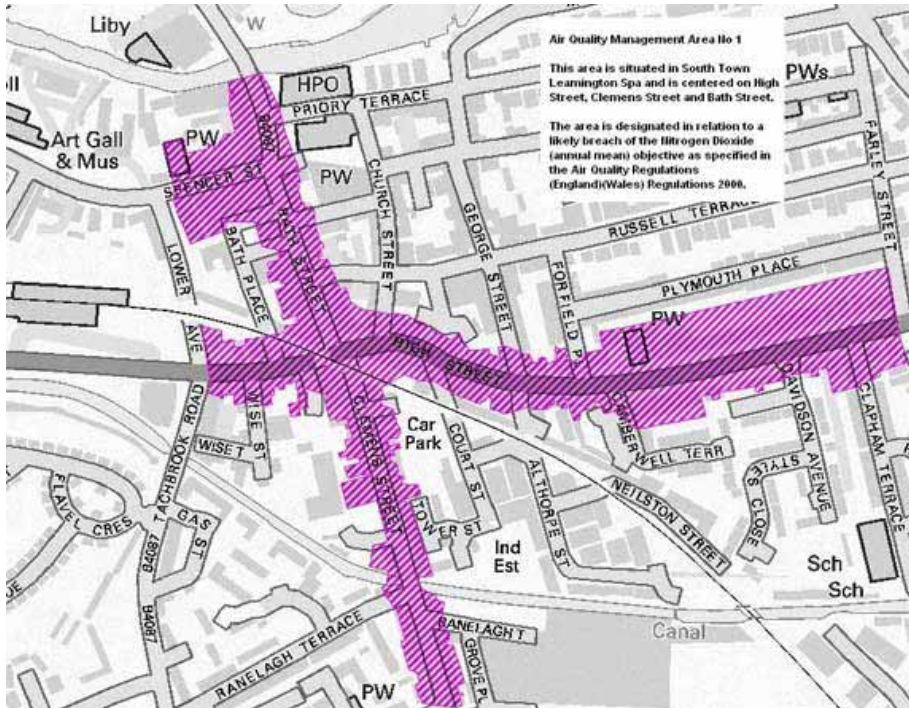 Liby
W
Air Quality Management Area No 1
This area is situated in South Town
Leamington Spa and is centered on High
Street, Clemens Street and Bath Street.
The area is designated in relation to a
likely breach of the Nitrogen Dioxide
(annual mean) objective as specified in
the Air Quality Regulations
(England)(Wales) Regulations 2000.
HPO
PRIORY TERRACE
PWs
Art Gall
& Mus
PW
B4087
SPENCER ST
PW
CHURCH STREET
FARLEY STREET
GEORGE STREET
RUSSELL TERRACE
BATH STREET
BATH PLACE
LOWER
AVE
FORFIELD PL
PLYMOUTH PLACE
PW
HIGH STREET
WISE ST
WISE T
CLEMENS STREET
Car
Park
COURT ST
WELL TERR
DAVIDSON AVENUE
CLAPHAM TERRACE
STYLES CLOSE
TACHBROOK ROAD
FLAVEL CRES
GAS ST
B4087
B4087
TOWER ST
ALTHORPE ST
NEILSTON STREET
Ind
Est
Sch
Sch
RANELAGH TERRACE
RANELAGH T
GROVE PL
Canal
PW